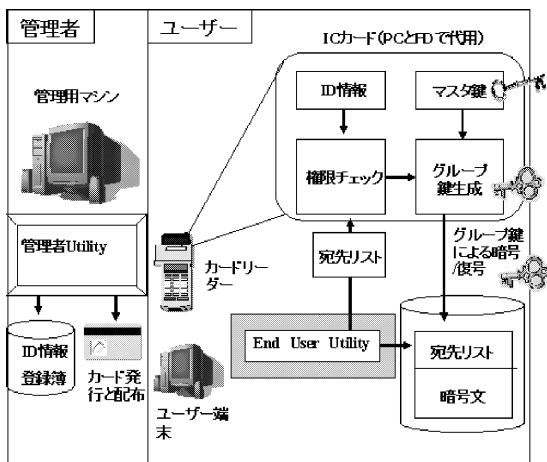 管理者
ユーザー
ICカード(PCとFDで代用)
管理用マシン
ID情報
マスタ鍵
権限チェック
グループ
鍵生成
管理者Utility
カードリー
ダー
宛先リスト
グループ鍵
による暗号
/復号
ID情報
登録簿
カード発
行と配布
End User Utility
宛先リスト
暗号文
ユーザー端
末